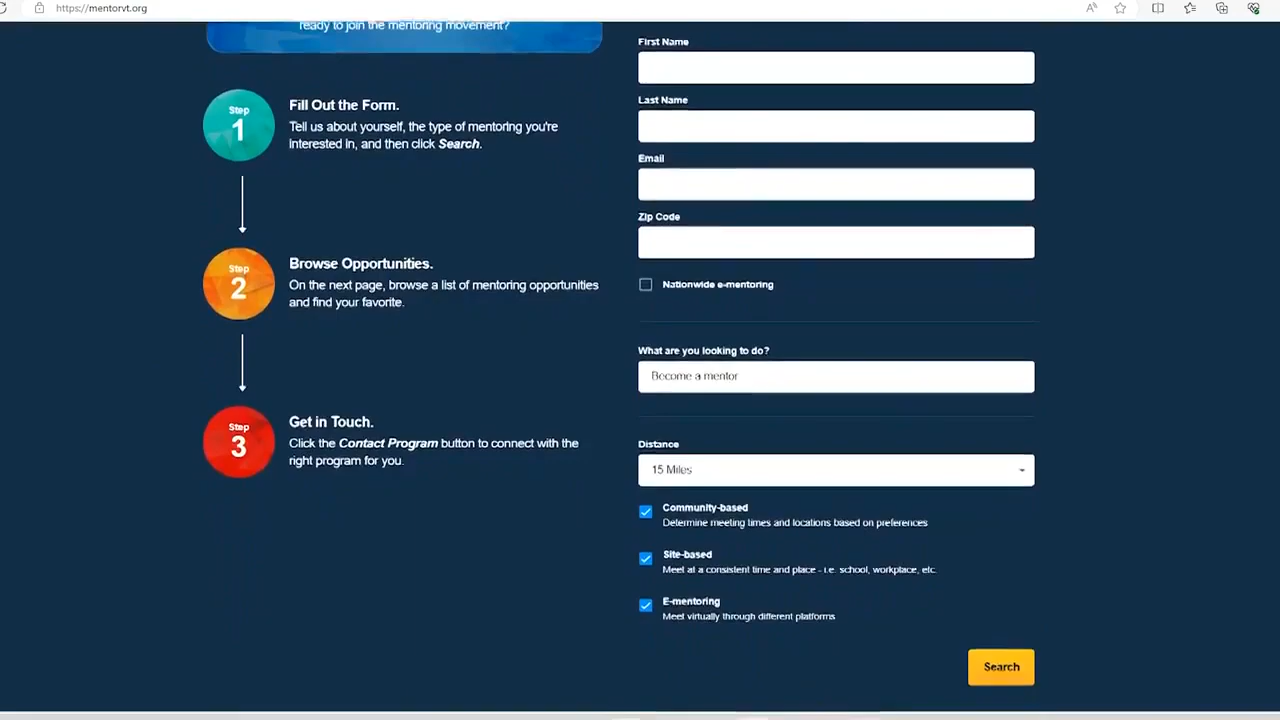 https://mentorvt.org
ready to join the mentoring movement?
Step
1
Fill Out the Form.
Tell us about yourself, the type of mentoring you're
interested in, and then click Search.
Step
2
Browse Opportunities.
On the next page, browse a list of mentoring opportunities
and find your favorite.
Step
3
Get in Touch.
Click the Contact Program button to connect with the
right program for you.
First Name
Last Name
Email
Zip Code
Nationwide e-mentoring
What are you looking to do?
Become a mentor
Distance
15 Miles
Community-based
Determine meeting times and locations based on preferences
Site-based
Meet at a consistent time and place - i.e. school, workplace, etc.
E-mentoring
Meet virtually through different platforms
Search